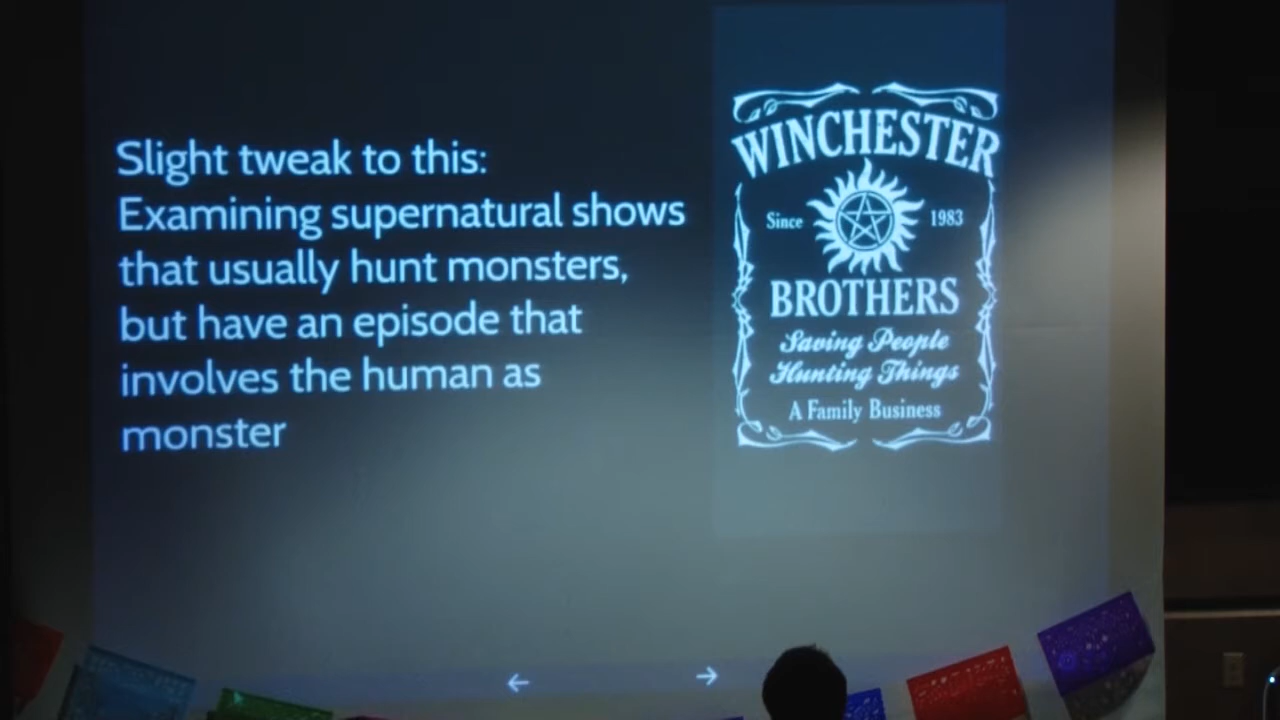 Slight tweak to this:
Examining supernatural shows
that usually hunt monsters,
but have an episode that
involves the human as
monster
WINCHESTER
Since 1983
BROTHERS
Saving People
Hunting Things
A Family Business